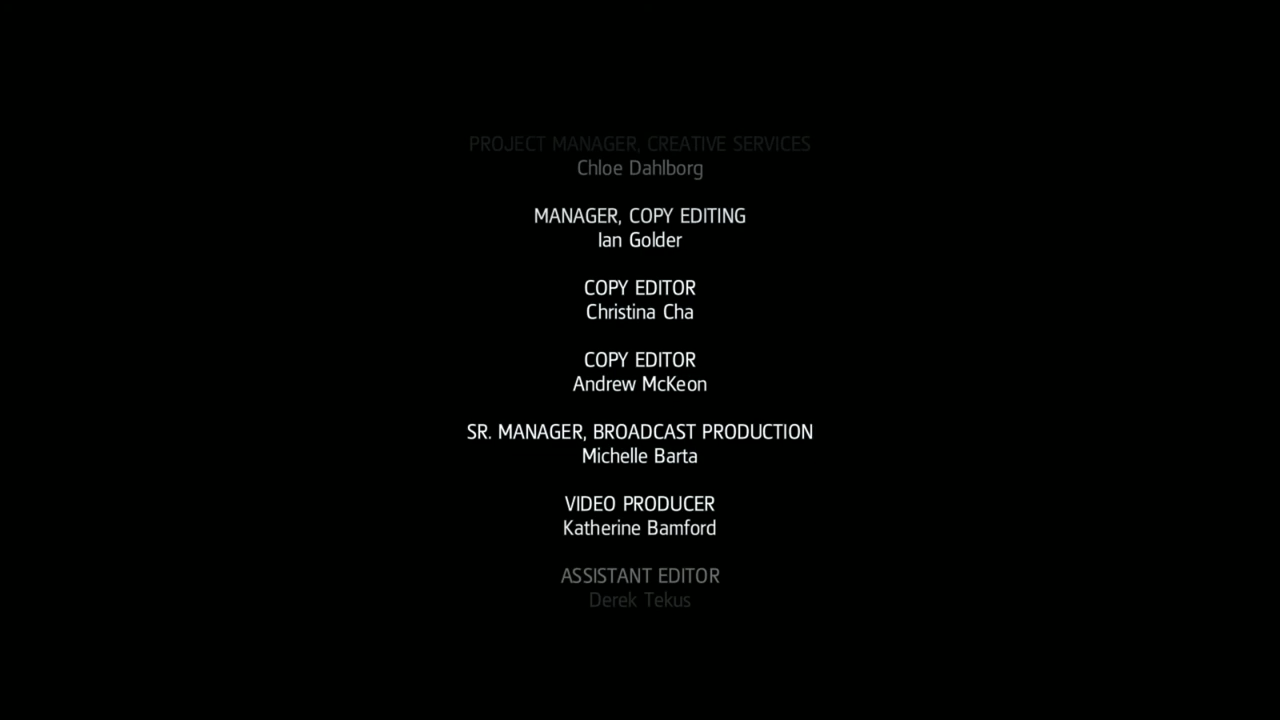 PROJECT MANAGER, CREATIVE SERVICES
Chloe Dahlborg
MANAGER, COPY EDITING
Ian Golder
COPY EDITOR
Christina Cha
COPY EDITOR
Andrew McKeon
SR. MANAGER, BROADCAST PRODUCTION
Michelle Barta
VIDEO PRODUCER
Katherine Bamford
ASSISTANT EDITOR
Derek Tekus